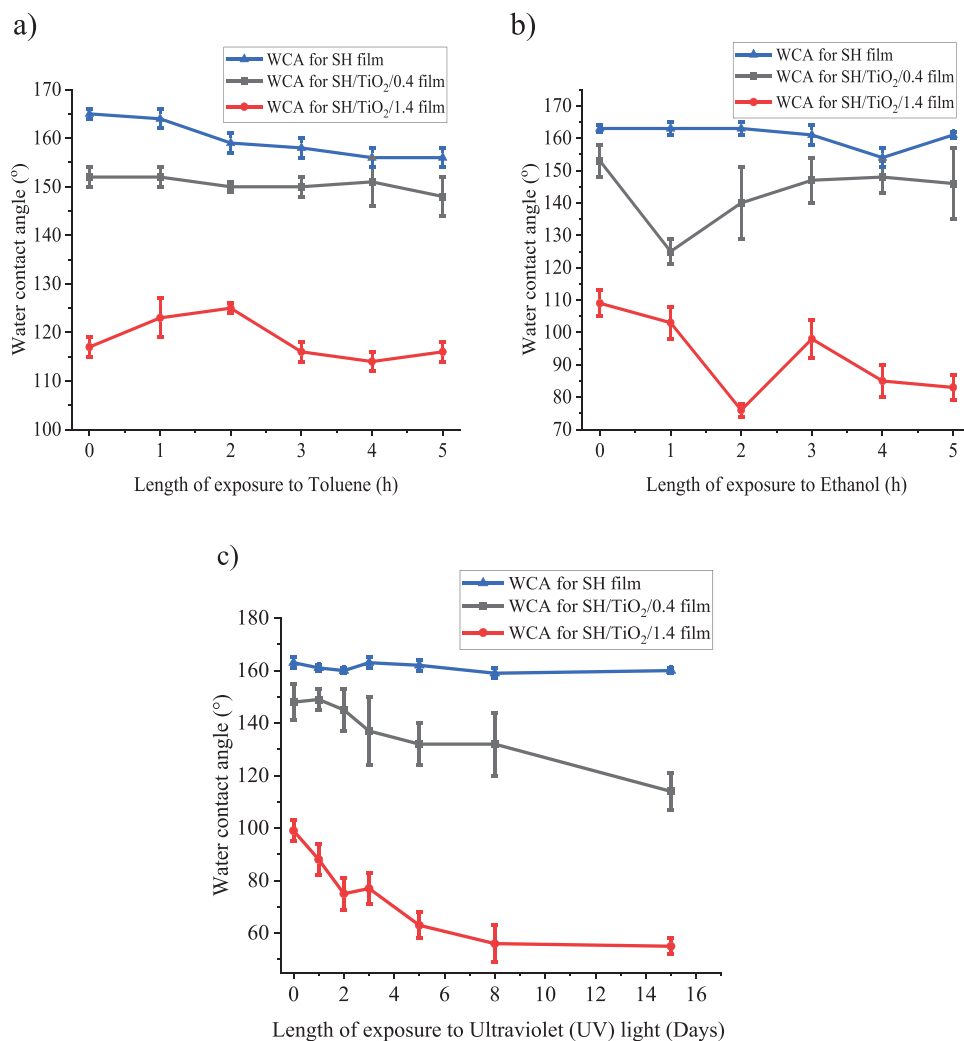 a)
WCA for SH film
WCA for SH/TiO₂/0.4 film
WCA for SH/TiO₂/1.4 film
170
160
150
140
130
120
110
100
Water contact angle (°)
0 1 2 3 4 5
Length of exposure to Toluene (h)
b)
WCA for SH film
WCA for SH/TiO₂/0.4 film
WCA for SH/TiO₂/1.4 film
170
160
150
140
130
120
110
100
90
80
70
Water contact angle (°)
0 1 2 3 4 5
Length of exposure to Ethanol (h)
c)
WCA for SH film
WCA for SH/TiO₂/0.4 film
WCA for SH/TiO₂/1.4 film
180
160
140
120
100
80
60
Water contact angle (°)
0 2 4 6 8 10 12 14 16
Length of exposure to Ultraviolet (UV) light (Days)